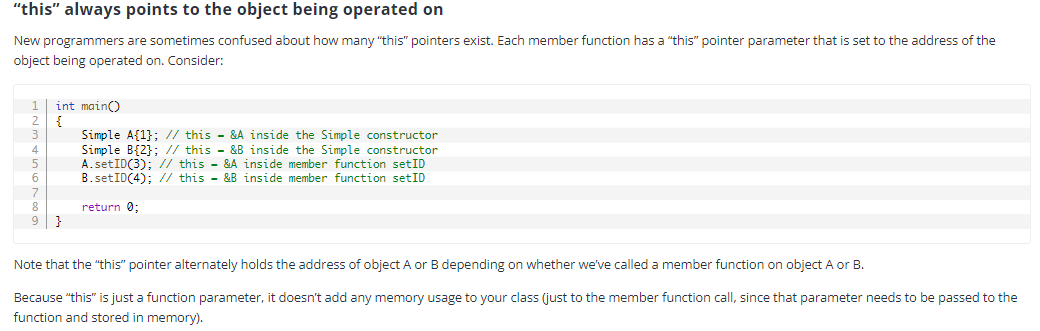 “this” always points to the object being operated on
New programmers are sometimes confused about how many “this” pointers exist. Each member function has a “this” pointer parameter that is set to the address of the
object being operated on. Consider:
1 int main()
2 {
3 Simple A{1}; // this - &A inside the Simple constructor
4 Simple B{2}; // this - &B inside the Simple constructor
5 A.setID(3); // this - &A inside member function setID
6 B.setID(4); // this - &B inside member function setID
7
8 return 0;
9 }
Note that the “this” pointer alternately holds the address of object A or B depending on whether we’ve called a member function on object A or B.
Because “this” is just a function parameter, it doesn’t add any memory usage to your class (just to the member function call, since that parameter needs to be passed to the
function and stored in memory).